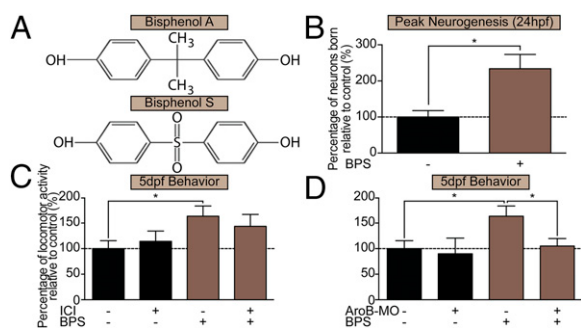 A
Bisphenol A
CH3
OH
OH
CH3
Bisphenol S
O
OH
S
OH
O
B
Peak Neurogenesis (24hpf)
Percentage of neurons born
relative to control (%)
300
200
100
0
*
BPS
-
+
C
5dpf Behavior
Percentage of locomotor activity
relative to control (%)
200
150
100
50
0
*
ICI - + - +
BPS - - + +
D
5dpf Behavior
200
150
100
50
0
* *
AroB-MO - + - +
BPS - - + +